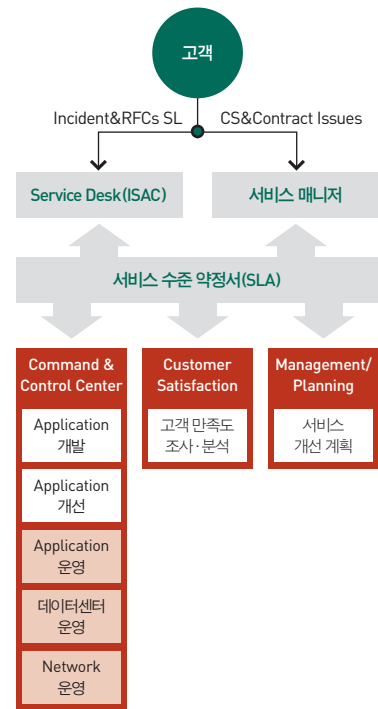 고객
Incident&RFCs SL
CS&Contract Issues
Service Desk(ISAC)
서비스 매니저
서비스 수준 약정서(SLA)
Command &
Control Center
Application
개발
Application
개선
Application
운영
데이터센터
운영
Network
운영
Customer
Satisfaction
고객 만족도
조사·분석
Management/
Planning
서비스
개선 계획